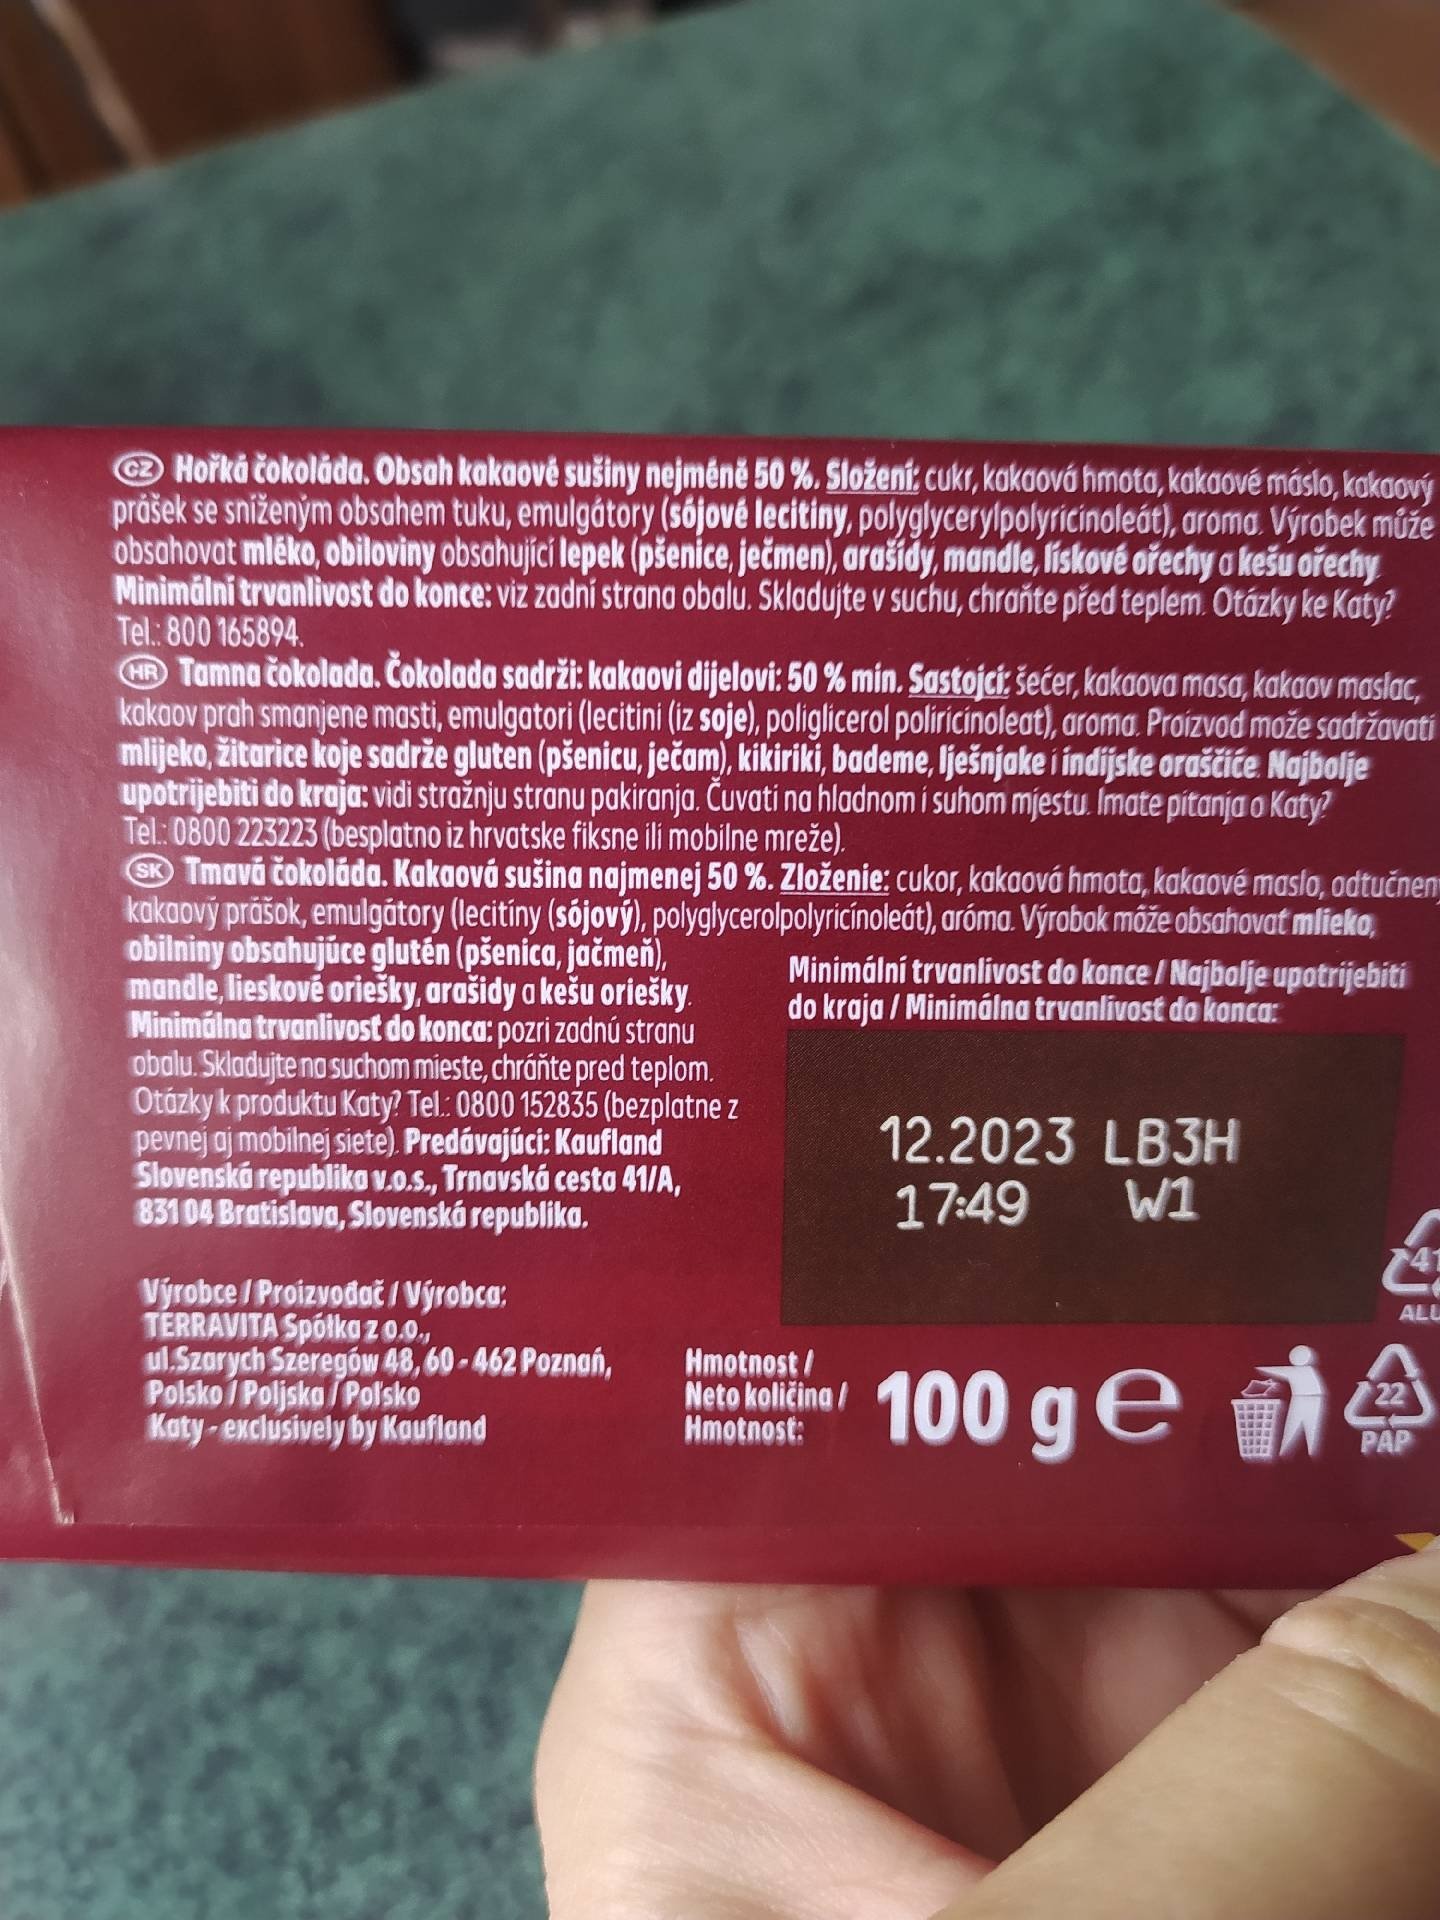 CZ Hořká čokoláda. Obsah kakaové sušiny nejméně 50 %. Složení: cukr, kakaová hmota, kakaové máslo, kakaový
prášek se sníženým obsahem tuku, emulgátory (sójové lecitiny, polyglycerylpolyricinoleát), aroma. Výrobek může
obsahovat mléko, obiloviny obsahující lepek (pšenice, ječmen), arašídy, mandle, lískové ořechy a kešu ořechy.
Minimální trvanlivost do konce: viz zadní strana obalu. Skladujte v suchu, chraňte před teplem. Otázky ke Katy?
Tel.: 800 165894.
HR Tamna čokolada. Čokolada sadrži: kakaovi dijelovi: 50 % min. Sastojci: šećer, kakaova masa, kakaov maslac,
kakaov prah smanjene masti, emulgatori (lecitini (iz soje), poliglicerol poliricinoleat), aroma. Proizvod može sadržavati
mlijeko, žitarice koje sadrže gluten (pšenicu, ječam), kikiriki, bademe, lješnjake i indijske oraščiće. Najbolje
upotrijebiti do kraja: vidi stražnju stranu pakiranja. Čuvati na hladnom i suhom mjestu. Imate pitanja o Katy?
Tel.: 0800 223223 (besplatno iz hrvatske fiksne ili mobilne mreže).
SK Tmavá čokoláda. Kakaová sušina najmenej 50 %. Zloženie: cukor, kakaová hmota, kakaové maslo,
kakaový prášok, emulgátory (lecitíny (sójový), polyglycerolpolyricínoleát), aróma. Výrobok môže obsahovať mlieko,
obilniny obsahujúce glutén (pšenica, jačmeň),
mandle, lieskové oriešky, arašidy a kešu oriešky.
Minimálna trvanlivosť do konca: pozri zadnú stranu
obalu. Skladujte na suchom mieste, chráňte pred teplom.
Otázky k produktu Katy? Tel.: 0800 152835 (bezplatne z
pevnej aj mobilnej siete). Predávajúci: Kaufland
Slovenská republika v.o.s., Trnavská cesta 41/A,
831 04 Bratislava, Slovenská republika.
Minimální trvanlivost do konce / Najbolje upotrijebiti
do kraja / Minimálna trvanlivosť do konca:
12.2023 LB3H
17:49 W1
Výrobce / Proizvođač / Výrobca:
TERRAVITA Spółka z o.o.,
ul.Szarych Szeregów 48, 60 - 462 Poznań,
Polsko / Poljska / Poľsko
Katy - exclusively by Kaufland
Hmotnost /
Neto količina /
Hmotnosť:
100 g e
41
ALU
22
PAP